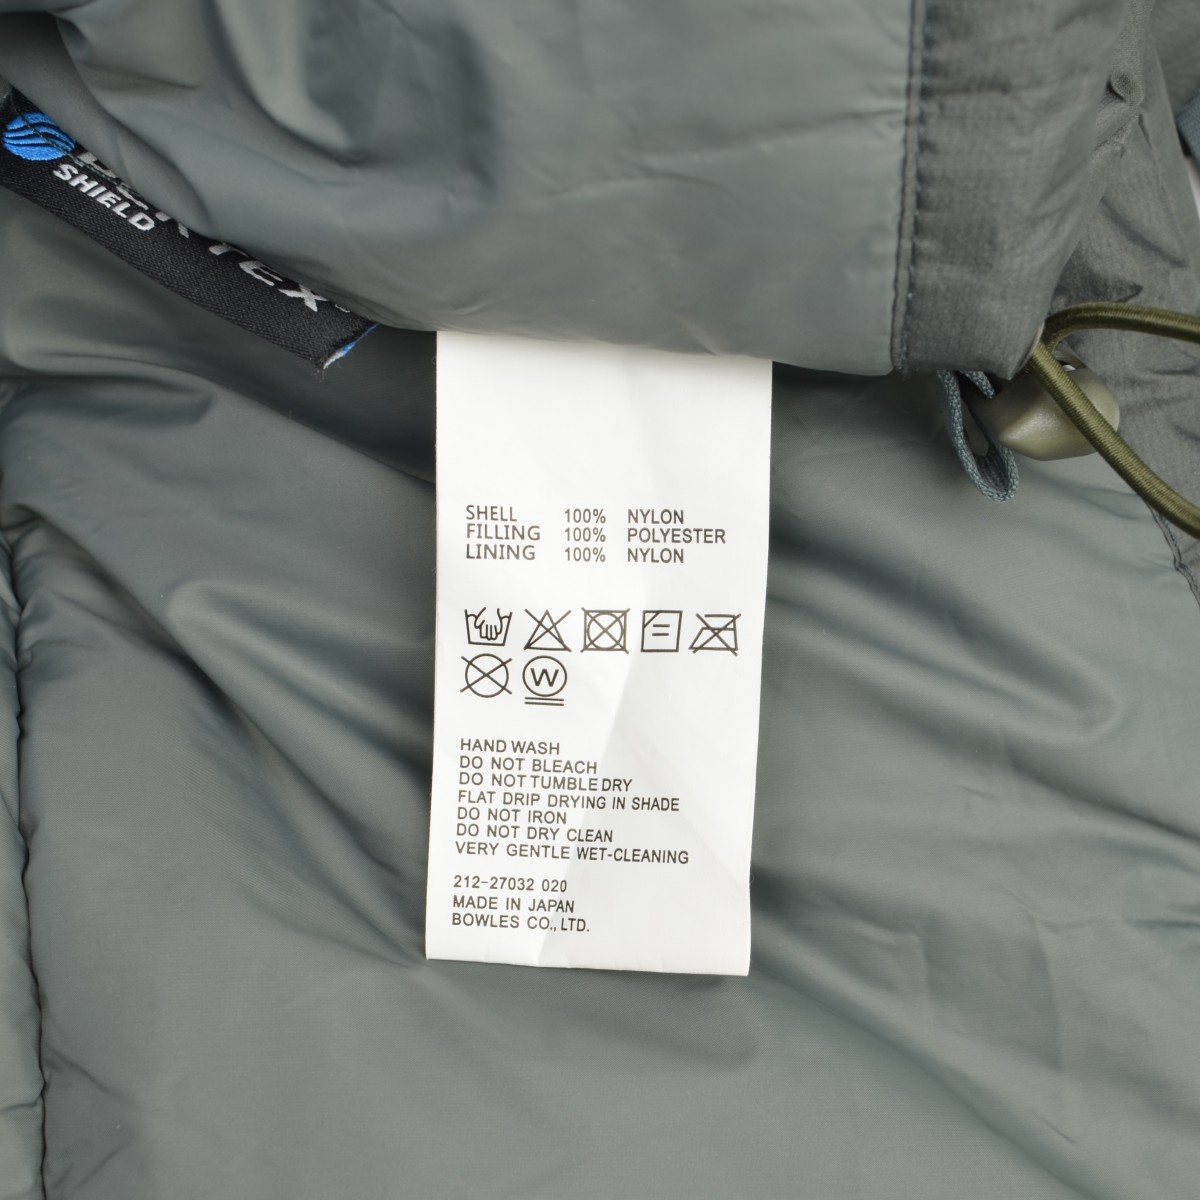 SHIELD
SHELL 100% NYLON
FILLING 100% POLYESTER
LINING 100% NYLON
W
HAND WASH
DO NOT BLEACH
DO NOT TUMBLE DRY
FLAT DRIP DRYING IN SHADE
DO NOT IRON
DO NOT DRY CLEAN
VERY GENTLE WET-CLEANING
212-27032 020
MADE IN JAPAN
BOWLES CO., LTD.